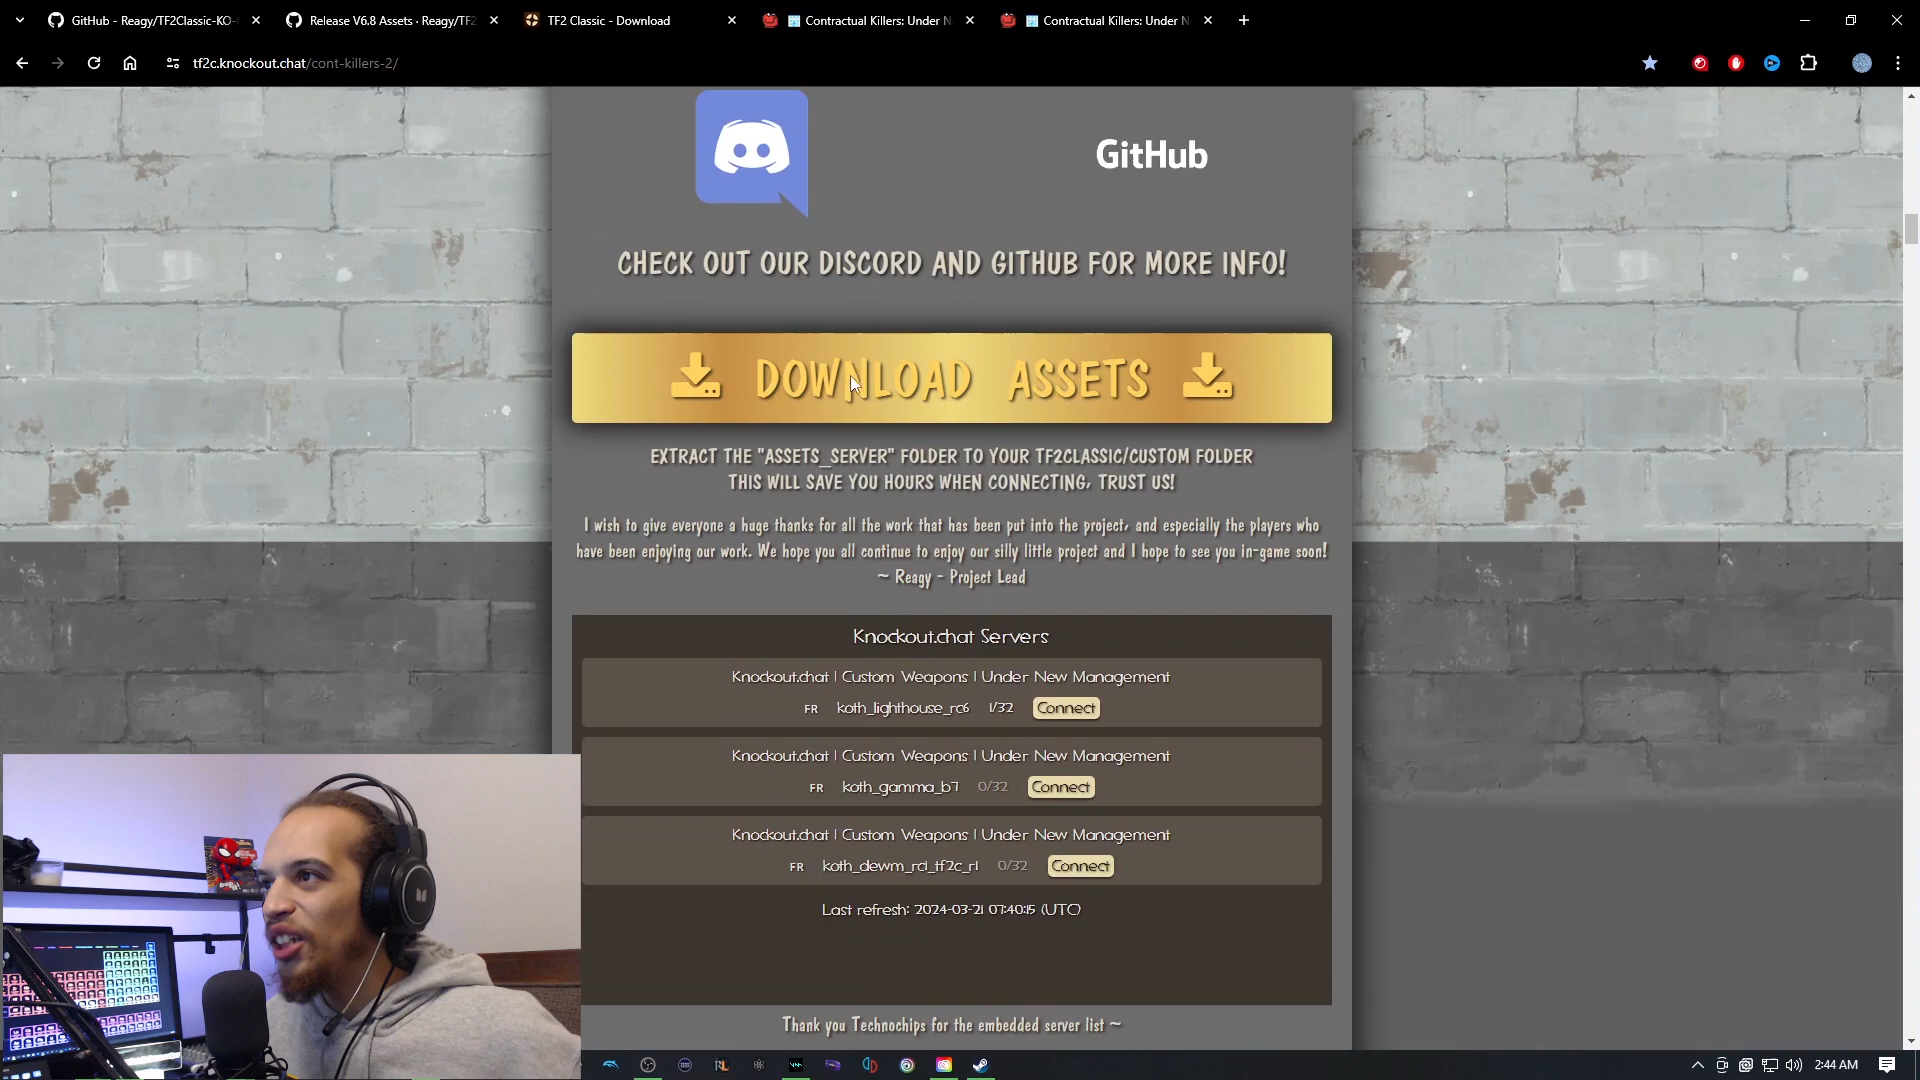 GitHub - Reagy/TF2Classic-KO-
Release V6.8 Assets · Reagy/TF2
TF2 Classic - Download
Contractual Killers: Under N
Contractual Killers: Under N
tf2c.knockout.chat/cont-killers-2/
GitHub
CHECK OUT OUR DISCORD AND GITHUB FOR MORE INFO!
DOWNLOAD ASSETS
EXTRACT THE "ASSETS_SERVER" FOLDER TO YOUR TF2CLASSIC/CUSTOM FOLDER
THIS WILL SAVE YOU HOURS WHEN CONNECTING, TRUST US!
I wish to give everyone a huge thanks for all the work that has been put into the project, and especially the players who
have been enjoying our work. We hope you all continue to enjoy our silly little project and I hope to see you in-game soon!
~ Reagy - Project Lead
Knockout.chat Servers
Knockout.chat | Custom Weapons | Under New Management
FR koth_lighthouse_rc6 1/32 Connect
Knockout.chat | Custom Weapons | Under New Management
FR koth_gamma_b7 0/32 Connect
Knockout.chat | Custom Weapons | Under New Management
FR koth_dewm_rc1_tf2c_r1 0/32 Connect
Last refresh: 2024-03-21 07:40:15 (UTC)
Thank you Technochips for the embedded server list ~
2:44 AM